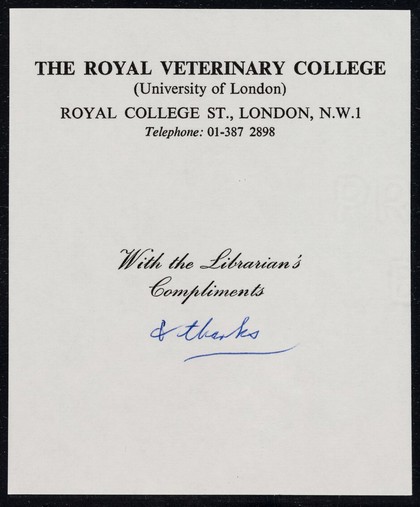 THE ROYAL VETERINARY COLLEGE
(University of London)
ROYAL COLLEGE ST., LONDON, N.W.1
Telephone: 01-387 2898
With the Librarian's
Compliments
& thanks